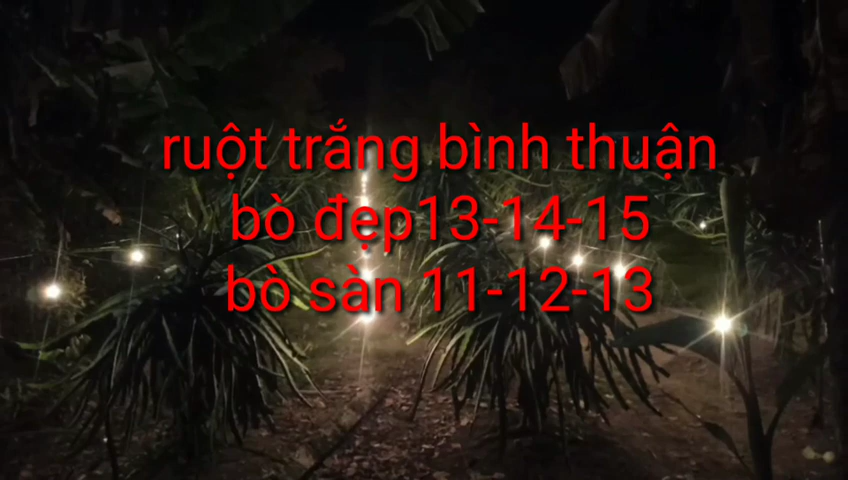 ruột trắng bình thuận
bò đẹp13-14-15
bò sàn 11-12-13